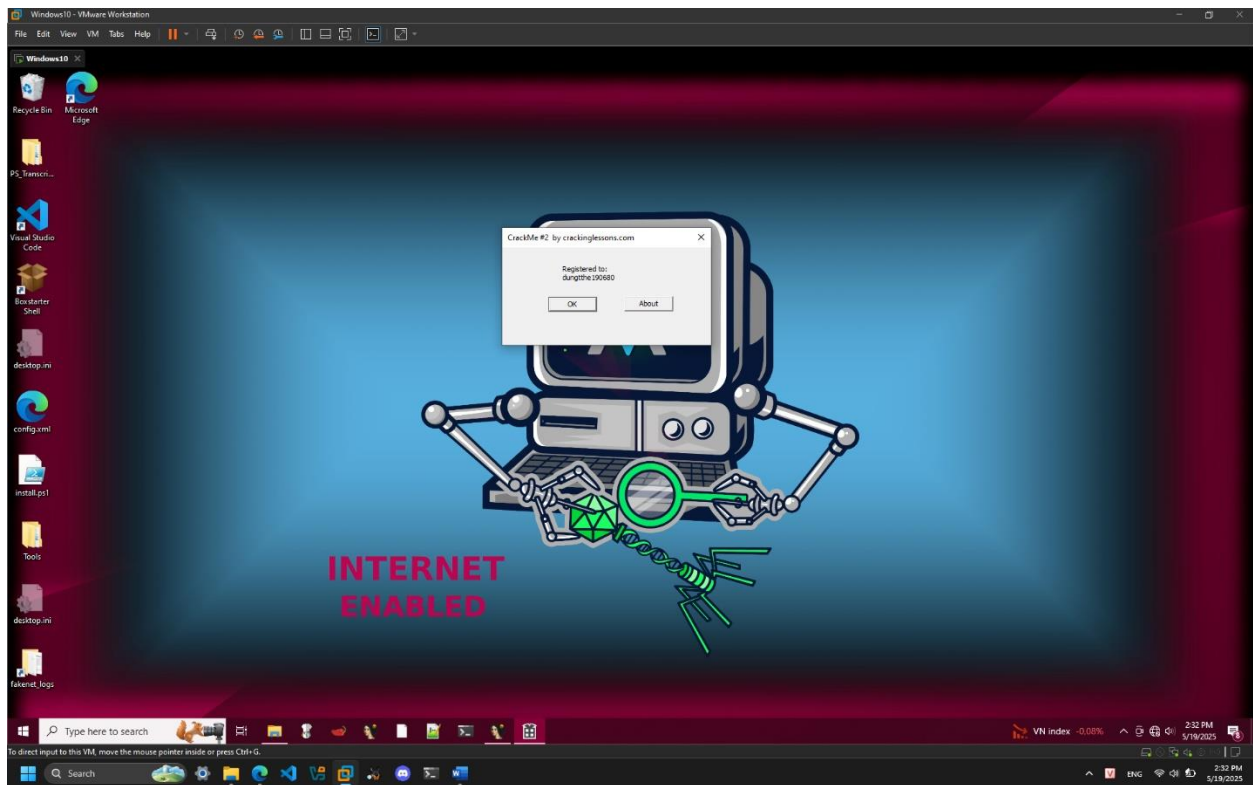 Windows10 - VMware Workstation
File Edit View VM Tabs Help
Windows10
Recycle Bin
Microsoft
Edge
PS_Transcri...
Visual Studio
Code
Boxstarter
Shell
desktop.ini
config.xml
install.ps1
Tools
desktop.ini
fakenet_logs
CrackMe #2 by crackinglessons.com
Registered to:
dungtthe190680
OK
About
INTERNET
ENABLED
Type here to search
VN index -0,08%
2:32 PM
5/19/2025
To direct input to this VM, move the mouse pointer inside or press Ctrl+G.
Search
ENG
2:32 PM
5/19/2025